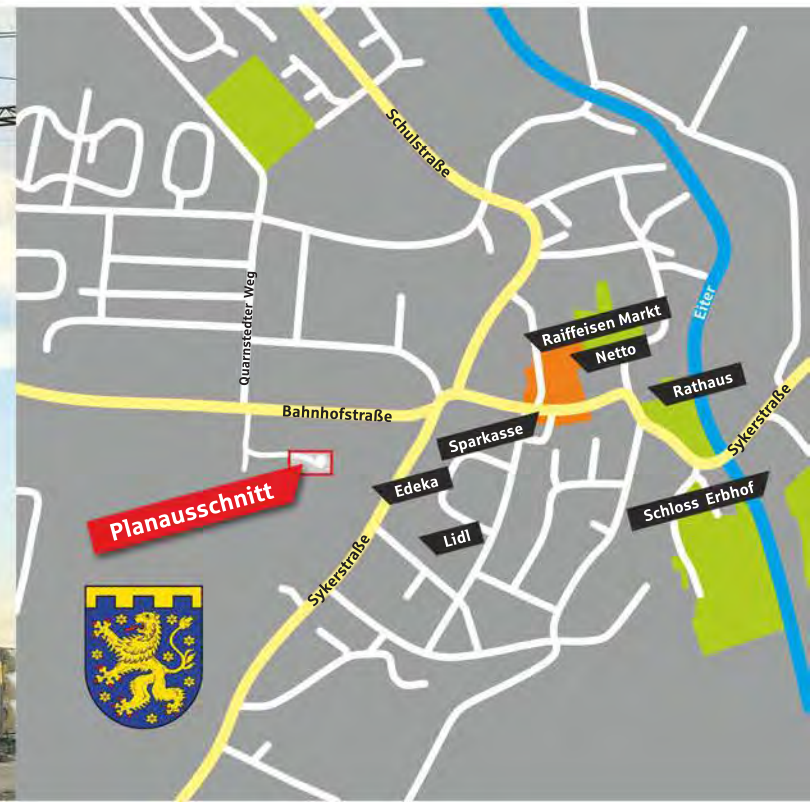 Schulstraße
Quarnstedter Weg
Eiter
Raiffeisen Markt
Netto
Rathaus
Bahnhofstraße
Sparkasse
Sykerstraße
Edeka
Planausschnitt
Schloss Erbhof
Lidl
Sykerstraße